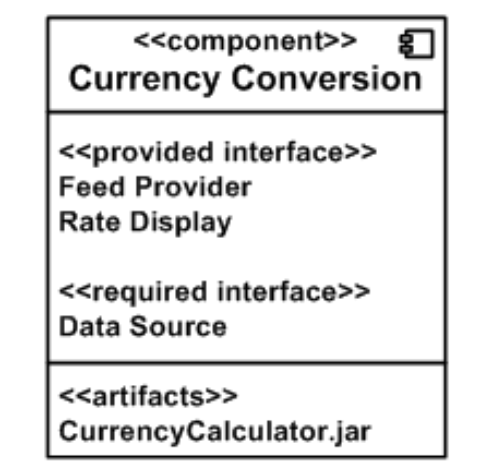 <<component>>
Currency Conversion
<<provided interface>>
Feed Provider
Rate Display
<<required interface>>
Data Source
<<artifacts>>
CurrencyCalculator.jar